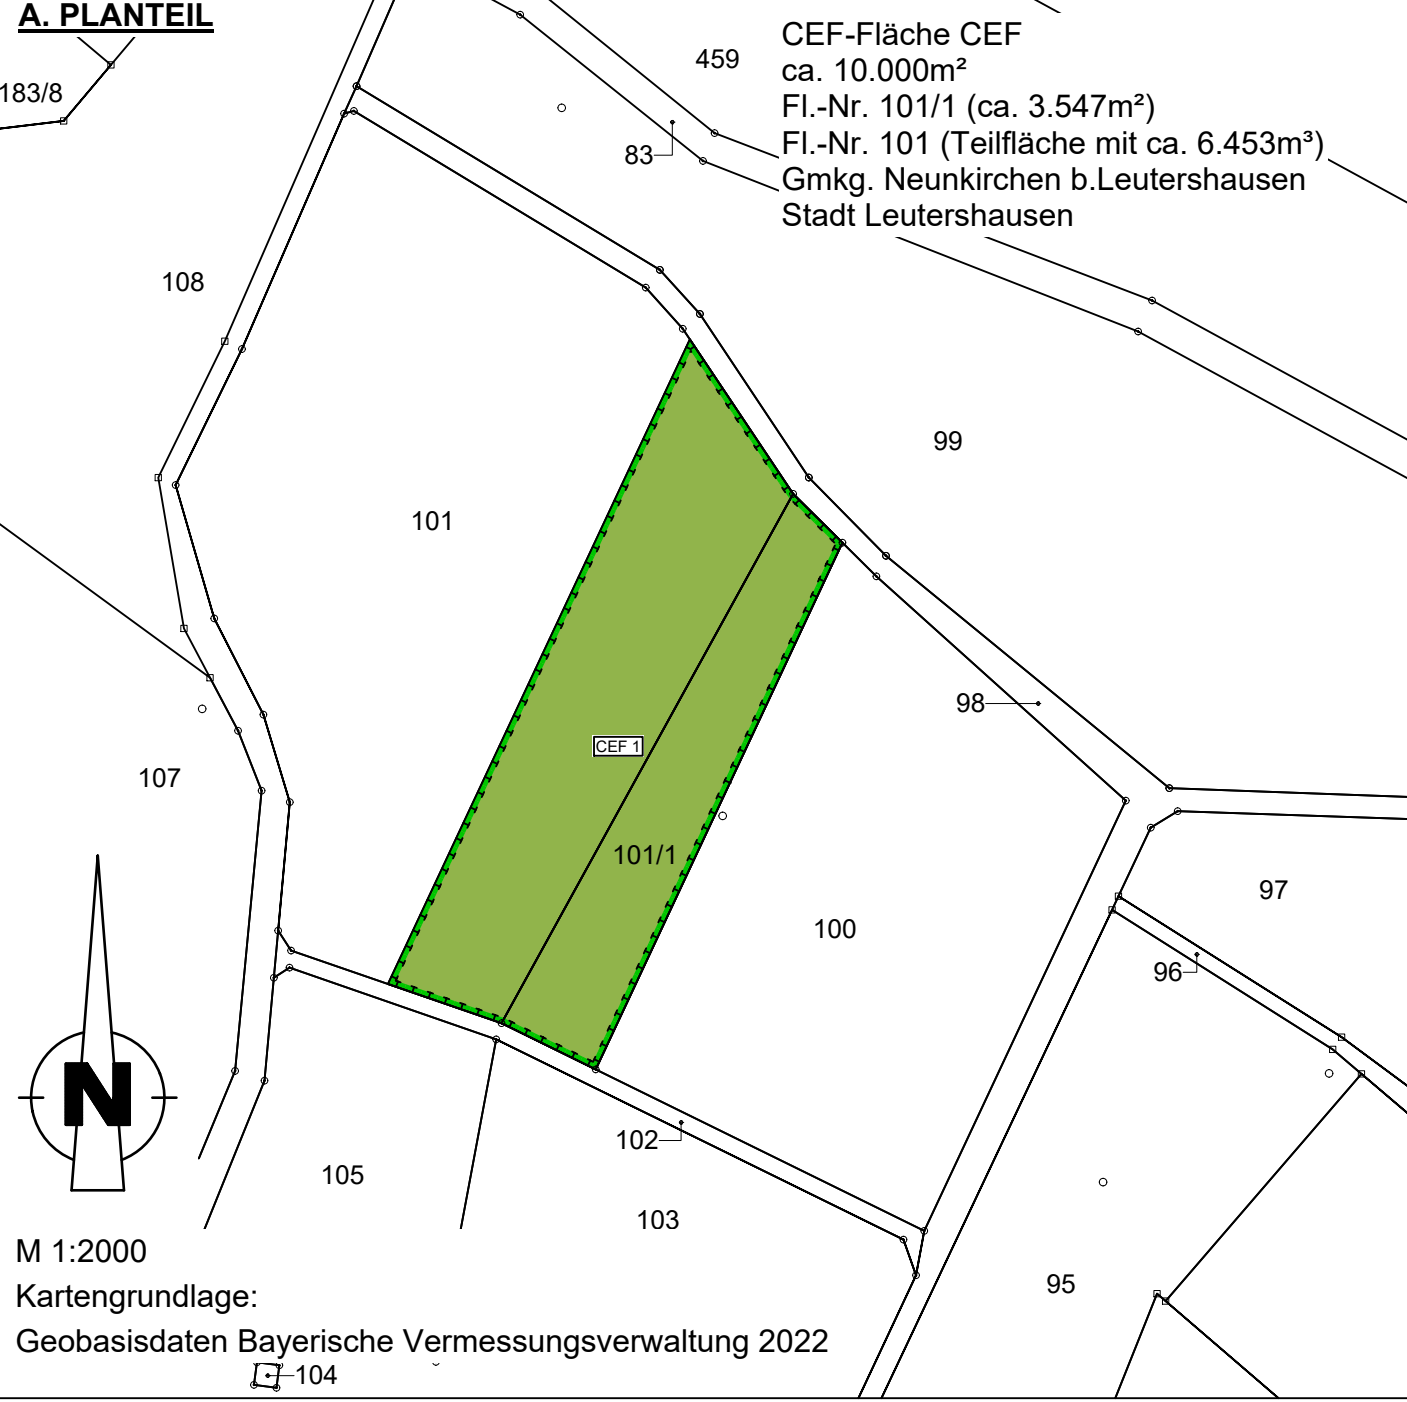 A. PLANTEIL
CEF-Fläche CEF
ca. 10.000m²
Fl.-Nr. 101/1 (ca. 3.547m²)
Fl.-Nr. 101 (Teilfläche mit ca. 6.453m³)
Gmkg. Neunkirchen b.Leutershausen
Stadt Leutershausen
459
183/8
83
108
99
101
98
CEF 1
107
101/1
97
100
96
N
102
105
103
M 1:2000
95
Kartengrundlage:
Geobasisdaten Bayerische Vermessungsverwaltung 2022
104